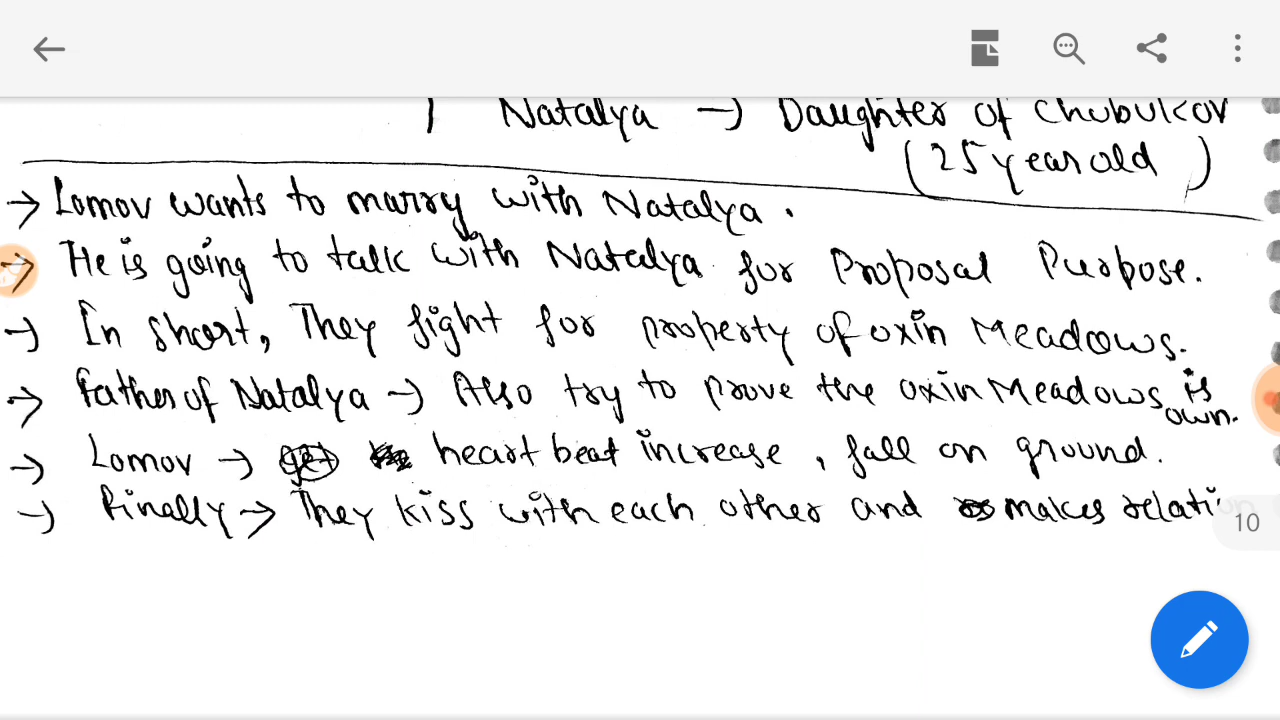 Natalya → Daughter of Chubukov
(25 year old)
→ Lomov wants to marry with Natalya.
→ He is going to talk with Natalya for Proposal Purpose.
→ In short, They fight for property of oxin Meadows.
→ Father of Natalya → Also try to prove the oxin Meadows is own.
→ Lomov → heart beat increase, fall on ground.
→ Finally → They kiss with each other and makes relation
10